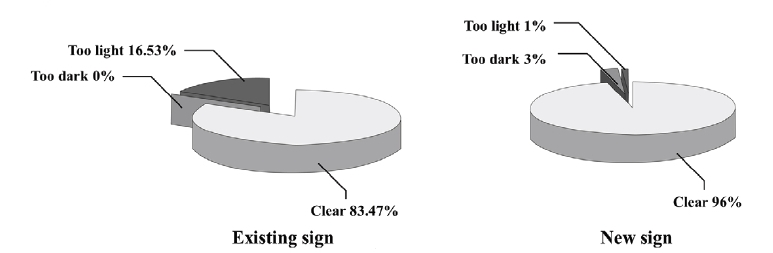 Too light 16.53%
Too dark 0%
Clear 83.47%
Existing sign
Too light 1%
Too dark 3%
Clear 96%
New sign